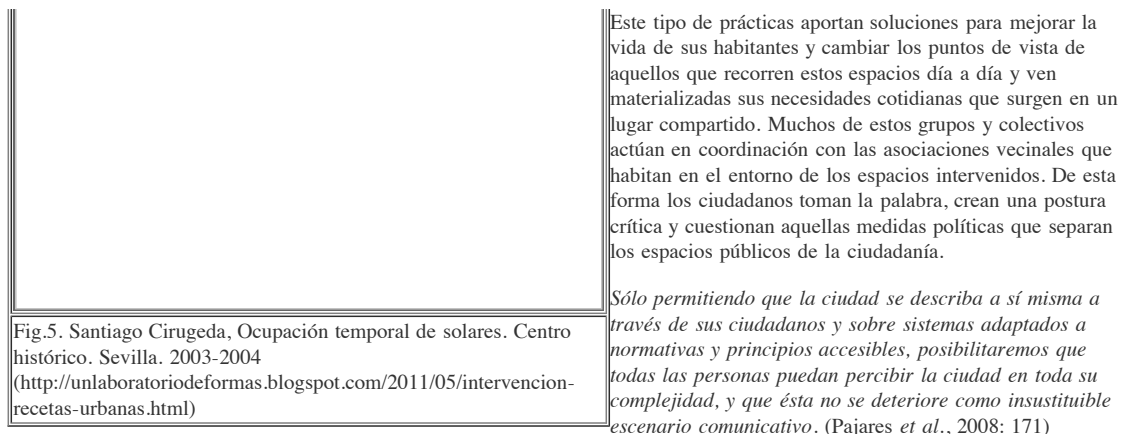 Este tipo de prácticas aportan soluciones para mejorar la
vida de sus habitantes y cambiar los puntos de vista de
aquellos que recorren estos espacios día a día y ven
materializadas sus necesidades cotidianas que surgen en un
lugar compartido. Muchos de estos grupos y colectivos
actúan en coordinación con las asociaciones vecinales que
habitan en el entorno de los espacios intervenidos. De esta
forma los ciudadanos toman la palabra, crean una postura
crítica y cuestionan aquellas medidas políticas que separan
los espacios públicos de la ciudadanía.
Sólo permitiendo que la ciudad se describa a sí misma a
través de sus ciudadanos y sobre sistemas adaptados a
normativas y principios accesibles, posibilitaremos que
todas las personas puedan percibir la ciudad en toda su
complejidad, y que ésta no se deteriore como insustituible
escenario comunicativo. (Pajares et al., 2008: 171)
Fig.5. Santiago Cirugeda, Ocupación temporal de solares. Centro
histórico. Sevilla. 2003-2004
(http://unlaboratoriodeformas.blogspot.com/2011/05/intervencion-
recetas-urbanas.html)